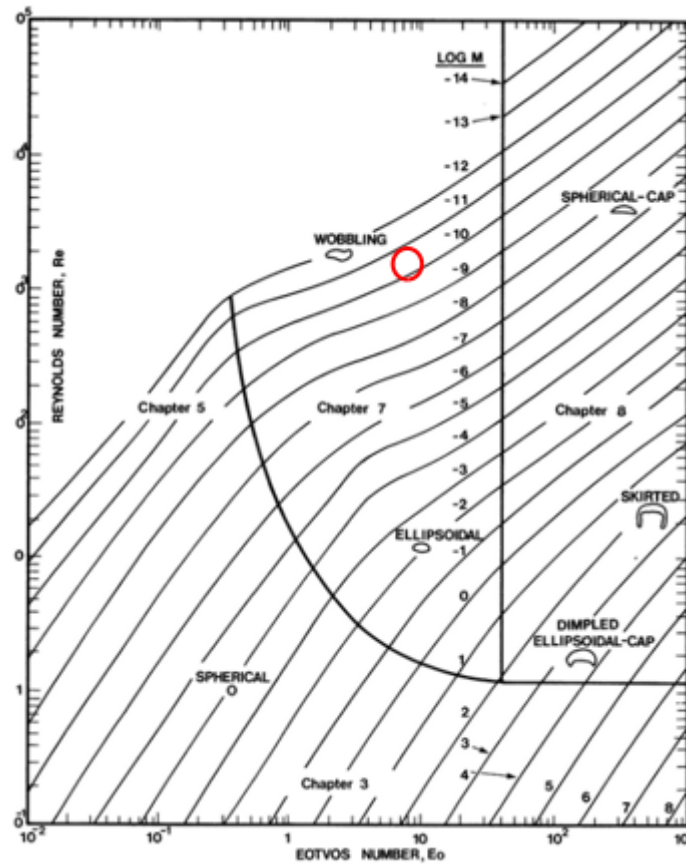 LOG M
-14
-13
-12
-11
-10
-9
-8
-7
-6
-5
-4
-3
-2
-1
0
1
2
3
4
5
6
7
8
WOBBLING
SPHERICAL-CAP
Chapter 5
Chapter 7
Chapter 8
SKIRTED
ELLIPSOIDAL
DIMPLED
ELLIPSOIDAL-CAP
SPHERICAL
Chapter 3
REYNOLDS NUMBER, Re
1
10-2
10-1
1
10
102
EOTVOS NUMBER, Eo